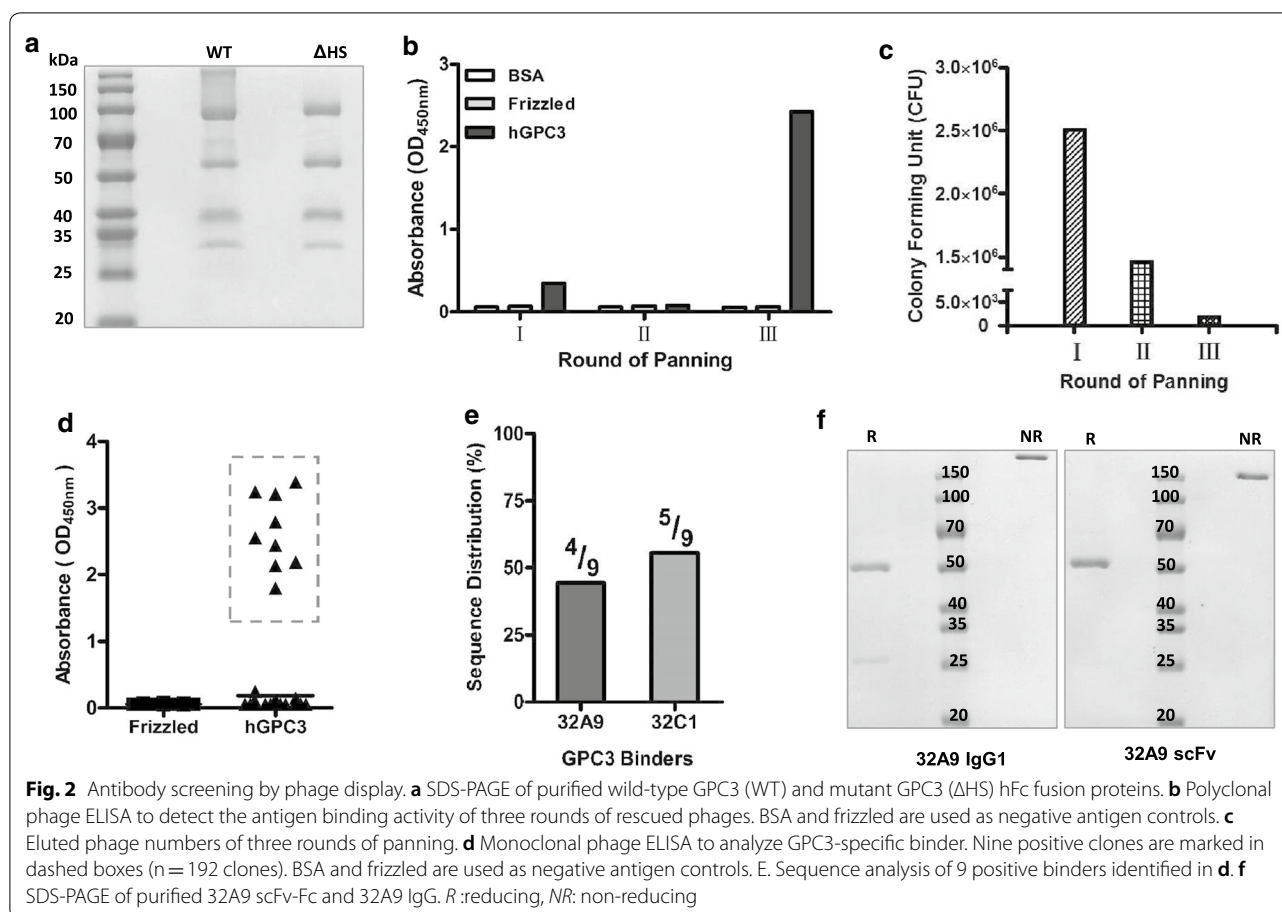 a
kDa
WT
ΔHS
150
100
70
50
40
35
25
20
b
Absorbance (OD450nm)
3
2
1
0
BSA
Frizzled
hGPC3
I
II
III
Round of Panning
c
Colony Forming Unit (CFU)
3.0×10⁶
2.5×10⁶
1.5×10⁶
5.0×10³
0
I
II
III
Round of Panning
d
Absorbance ( OD450nm)
4
3
2
1
0
Frizzled
hGPC3
e
Sequence Distribution (%)
100
75
50
25
0
4/9
5/9
32A9
32C1
GPC3 Binders
f
R
NR
150
100
70
50
40
35
25
20
32A9 IgG1
R
NR
150
100
70
50
40
35
25
20
32A9 scFv
Fig. 2 Antibody screening by phage display. a SDS-PAGE of purified wild-type GPC3 (WT) and mutant GPC3 (ΔHS) hFc fusion proteins. b Polyclonal
phage ELISA to detect the antigen binding activity of three rounds of rescued phages. BSA and frizzled are used as negative antigen controls. c
Eluted phage numbers of three rounds of panning. d Monoclonal phage ELISA to analyze GPC3-specific binder. Nine positive clones are marked in
dashed boxes (n = 192 clones). BSA and frizzled are used as negative antigen controls. E. Sequence analysis of 9 positive binders identified in d. f
SDS-PAGE of purified 32A9 scFv-Fc and 32A9 IgG. R :reducing, NR: non-reducing